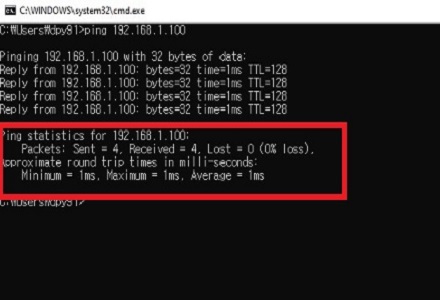 C:\WINDOWS\system32\cmd.exe
C:₩Users₩dpy91>ping 192.168.1.100
Pinging 192.168.1.100 with 32 bytes of data:
Reply from 192.168.1.100: bytes=32 time=1ms TTL=128
Reply from 192.168.1.100: bytes=32 time=1ms TTL=128
Reply from 192.168.1.100: bytes=32 time=1ms TTL=128
Reply from 192.168.1.100: bytes=32 time=1ms TTL=128
Ping statistics for 192.168.1.100:
Packets: Sent = 4, Received = 4, Lost = 0 (0% loss),
Approximate round trip times in milli-seconds:
Minimum = 1ms, Maximum = 1ms, Average = 1ms
C:₩Users₩dpy91>